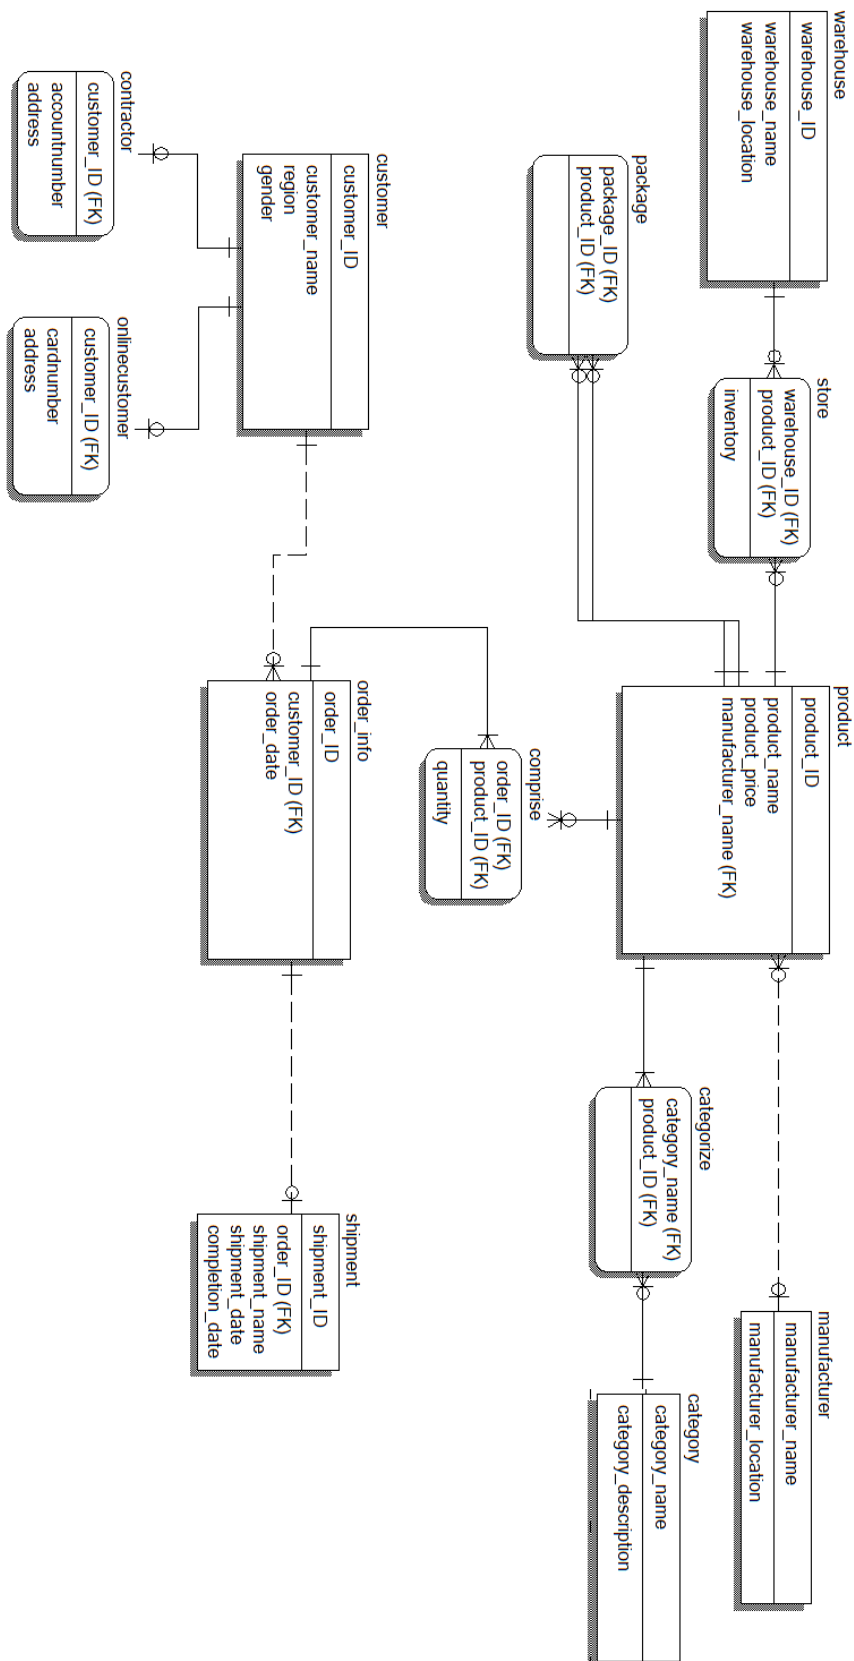 warehouse
warehouse_ID
warehouse_name
warehouse_location
store
warehouse_ID (FK)
product_ID (FK)
inventory
product
product_ID
product_name
product_price
manufacturer_name (FK)
manufacturer
manufacturer_name
manufacturer_location
package
package_ID (FK)
product_ID (FK)
categorize
category_name (FK)
product_ID (FK)
category
category_name
category_description
comprise
order_ID (FK)
product_ID (FK)
quantity
customer
customer_ID
customer_name
region
gender
order_info
order_ID
customer_ID (FK)
order_date
shipment
shipment_ID
order_ID (FK)
shipment_name
shipment_date
completion_date
contractor
customer_ID (FK)
accountnumber
address
onlinecustomer
customer_ID (FK)
cardnumber
address